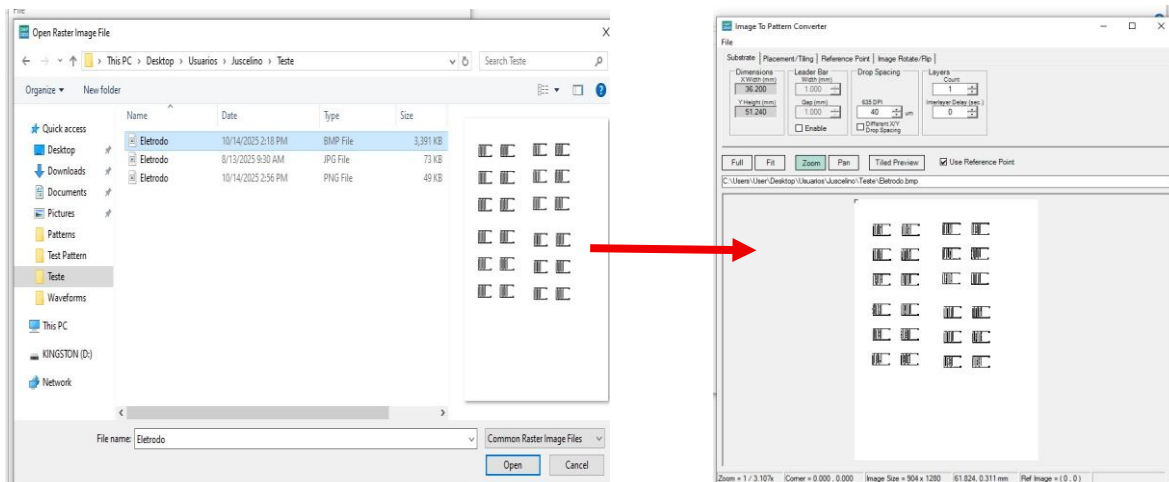 File
Open Raster Image File
X
This PC > Desktop > Usuarios > Juscelino > Teste
Search Teste
Organize
New folder
Name
Date
Type
Size
Quick access
Desktop
Downloads
Documents
Pictures
Patterns
Test Pattern
Teste
Waveforms
This PC
KINGSTON (D:)
Network
Eletrodo 10/14/2025 2:18 PM BMP File 3,391 KB
Eletrodo 8/13/2025 9:30 AM JPG File 73 KB
Eletrodo 10/14/2025 2:56 PM PNG File 49 KB
File name: Eletrodo
Common Raster Image Files
Open
Cancel
Image To Pattern Converter
File
Substrate
Placement/Tiling
Reference Point
Image Rotate/Flip
Dimensions
X Width (mm)
36.200
Y Height (mm)
51.240
Leader Bar
Width (mm)
1.000
Gap (mm)
1.000
Enable
Drop Spacing
635 DPI
40 um
Different X/Y
Drop Spacing
Layers
Count
1
Interlayer Delay (sec.)
0
Full
Fit
Zoom
Pan
Tiled Preview
Use Reference Point
C:\Users\User\Desktop\Usuarios\Juscelino\Teste\Eletrodo.bmp
Zoom = 1 / 3.107x
Corner = 0.000 , 0.000
Image Size = 904 x 1280
61.824, 0.311 mm
Ref Image = ( 0 , 0 )